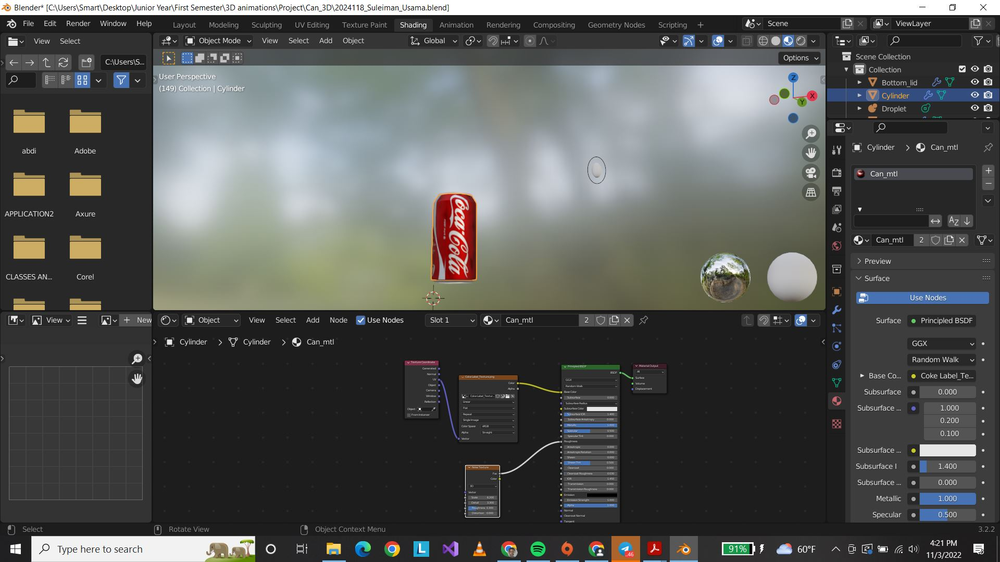 Blender* [C:\Users\Smart\Desktop\Junior Year\First Semester\3D animations\Project\Can_3D\2024118_Suleiman_Usama.blend]
File Edit Render Window Help
Layout Modeling Sculpting UV Editing Texture Paint Shading Animation Rendering Compositing Geometry Nodes Scripting +
Scene
ViewLayer
View Select
Object Mode View Select Add Object
Global
C:\Users\S...
Options
User Perspective
(149) Collection | Cylinder
Z
X
Y
abdi Adobe
APPLICATION2 Axure
CLASSES AN... Corel
Coca-Cola
Scene Collection
Collection
Bottom_lid
Cylinder
Droplet
Cylinder > Can_mtl
Can_mtl
Can_mtl 2
Preview
Surface
Use Nodes
Surface Principled BSDF
GGX
Random Walk
Base Co... Coke Label_Te...
Subsurface 0.000
Subsurface ... 1.000
0.200
0.100
Subsurface ...
Subsurface I 1.400
Subsurface ... 0.000
Metallic 1.000
Specular 0.500
View
New
Object View Select Add Node Use Nodes
Slot 1
Can_mtl 2
Cylinder > Cylinder > Can_mtl
Texture Coordinate
Generated
Normal
UV
Object
Camera
Window
Reflection
Object:
From Instancer
Coke Label_Texture.png
Color
Alpha
Coke Label_Textur...
Linear
Flat
Repeat
Single Image
Color Space sRGB
Alpha Straight
Vector
Noise Texture
Fac
Color
3D
Vector
Scale 6.200
Detail 3.300
Roughness 0.300
Distortion 0.000
Principled BSDF
BSDF
GGX
Random Walk
Base Color
Subsurface 0.000
Subsurface Radius
Subsurface Color
Subsurface IOR 1.400
Subsurface Anisotropy 0.000
Metallic 1.000
Specular 0.500
Specular Tint 0.000
Roughness
Anisotropic 0.000
Anisotropic Rotation 0.000
Sheen 0.000
Sheen Tint 0.500
Clearcoat 0.000
Clearcoat Roughness 0.030
IOR 1.450
Transmission 0.000
Transmission Roughness 0.000
Emission
Emission Strength 1.000
Alpha 1.000
Normal
Clearcoat Normal
Tangent
Material Output
All
Surface
Volume
Displacement
Select
Rotate View
Object Context Menu
3.2.2
Type here to search
L
..46
91%
60°F
4:21 PM
11/3/2022